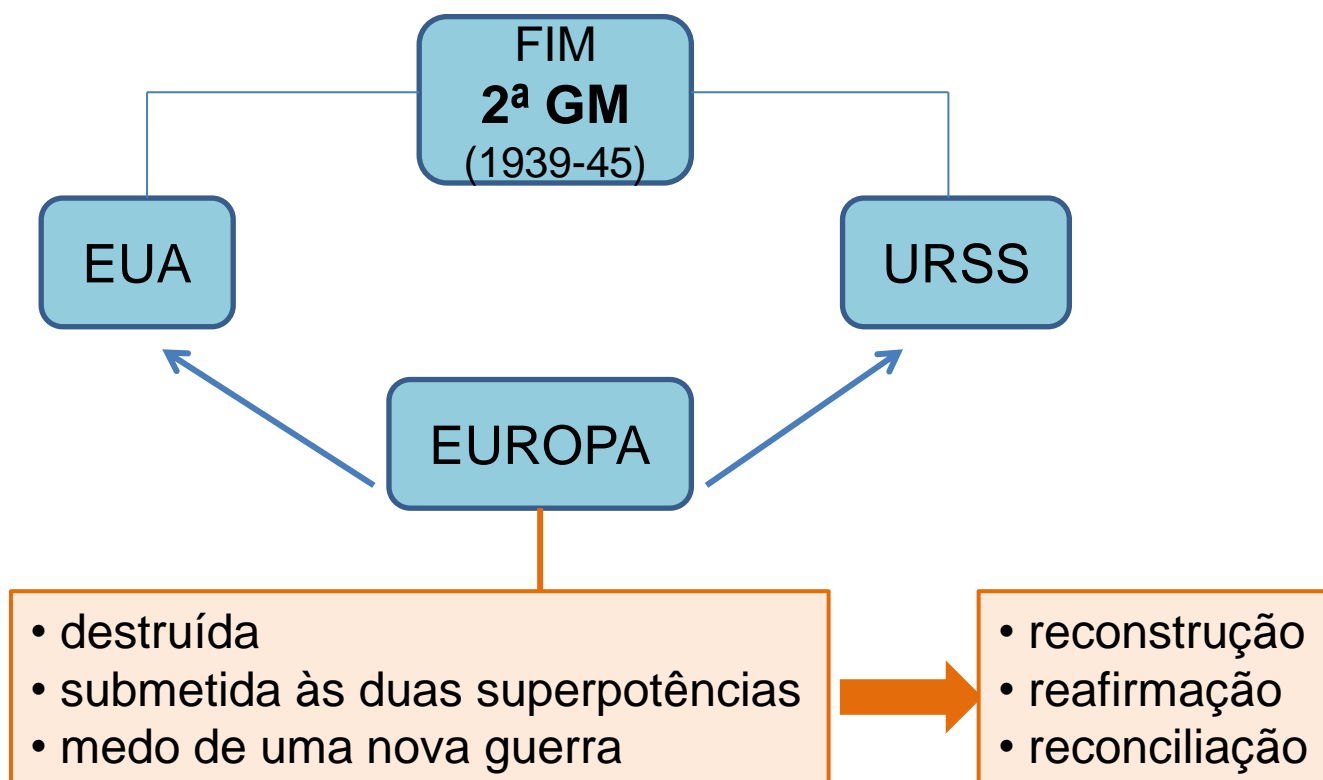 FIM
2ª GM
(1939-45)
EUA
URSS
EUROPA
• destruída
• submetida às duas superpotências
• medo de uma nova guerra
• reconstrução
• reafirmação
• reconciliação